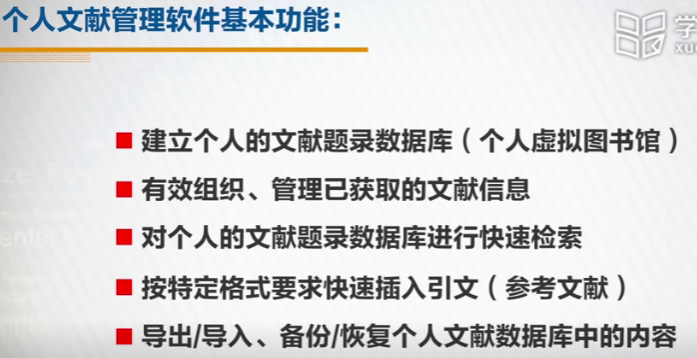 个人文献管理软件基本功能：
学
xue
■ 建立个人的文献题录数据库（个人虚拟图书馆）
■ 有效组织、管理已获取的文献信息
■ 对个人的文献题录数据库进行快速检索
■ 按特定格式要求快速插入引文（参考文献）
■ 导出/导入、备份/恢复个人文献数据库中的内容